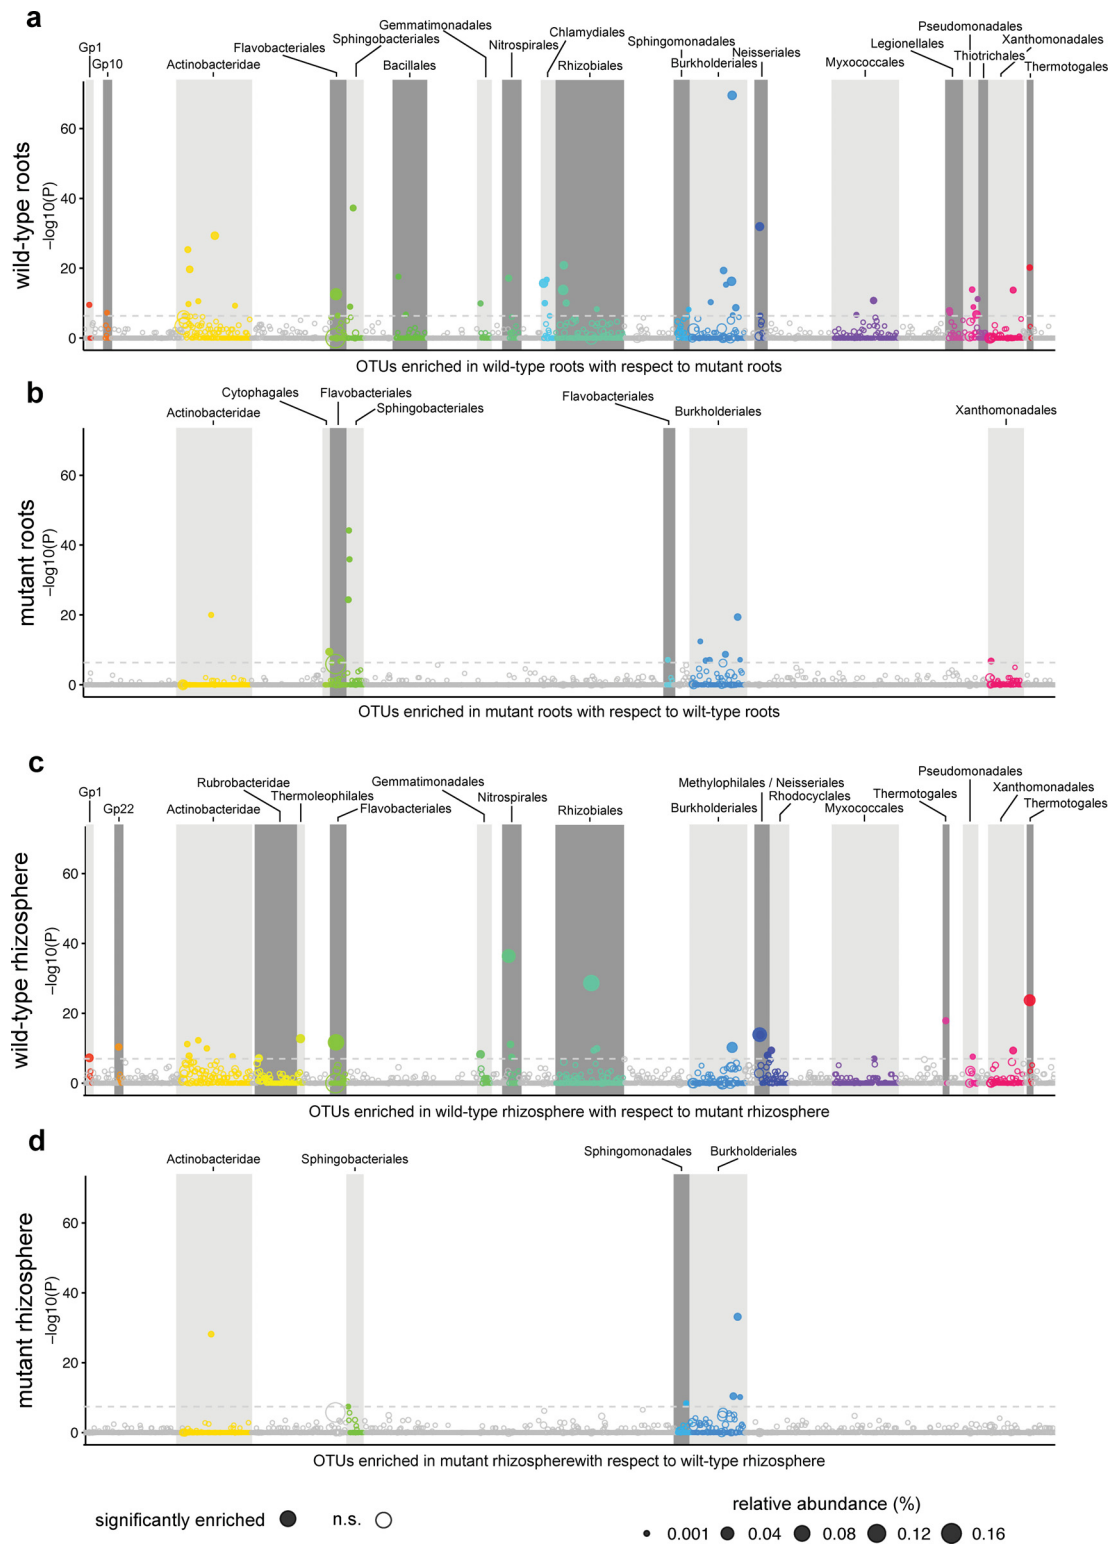 a
Gp1
Gp10
Actinobacteridae
Flavobacteriales
Sphingobacteriales
Gemmatimonadales
Bacillales
Nitrospirales
Chlamydiales
Rhizobiales
Sphingomonadales
Burkholderiales
Neisseriales
Myxococcales
Legionellales
Pseudomonadales
Thiotrichales
Xanthomonadales
Thermotogales
wild-type roots
−log10(P)
60
40
20
0
OTUs enriched in wild-type roots with respect to mutant roots
b
Actinobacteridae
Cytophagales
Flavobacteriales
Sphingobacteriales
Flavobacteriales
Burkholderiales
Xanthomonadales
mutant roots
−log10(P)
60
40
20
0
OTUs enriched in mutant roots with respect to wilt-type roots
c
Gp1
Gp22
Actinobacteridae
Rubrobacteridae
Thermoleophilales
Flavobacteriales
Gemmatimonadales
Nitrospirales
Rhizobiales
Methylophilales / Neisseriales
Burkholderiales
Rhodocyclales
Myxococcales
Thermotogales
Pseudomonadales
Xanthomonadales
Thermotogales
wild-type rhizosphere
−log10(P)
60
40
20
0
OTUs enriched in wild-type rhizosphere with respect to mutant rhizosphere
d
Actinobacteridae
Sphingobacteriales
Sphingomonadales
Burkholderiales
mutant rhizosphere
−log10(P)
60
40
20
0
OTUs enriched in mutant rhizospherewith respect to wilt-type rhizosphere
significantly enriched
n.s.
relative abundance (%)
0.001 0.04 0.08 0.12 0.16